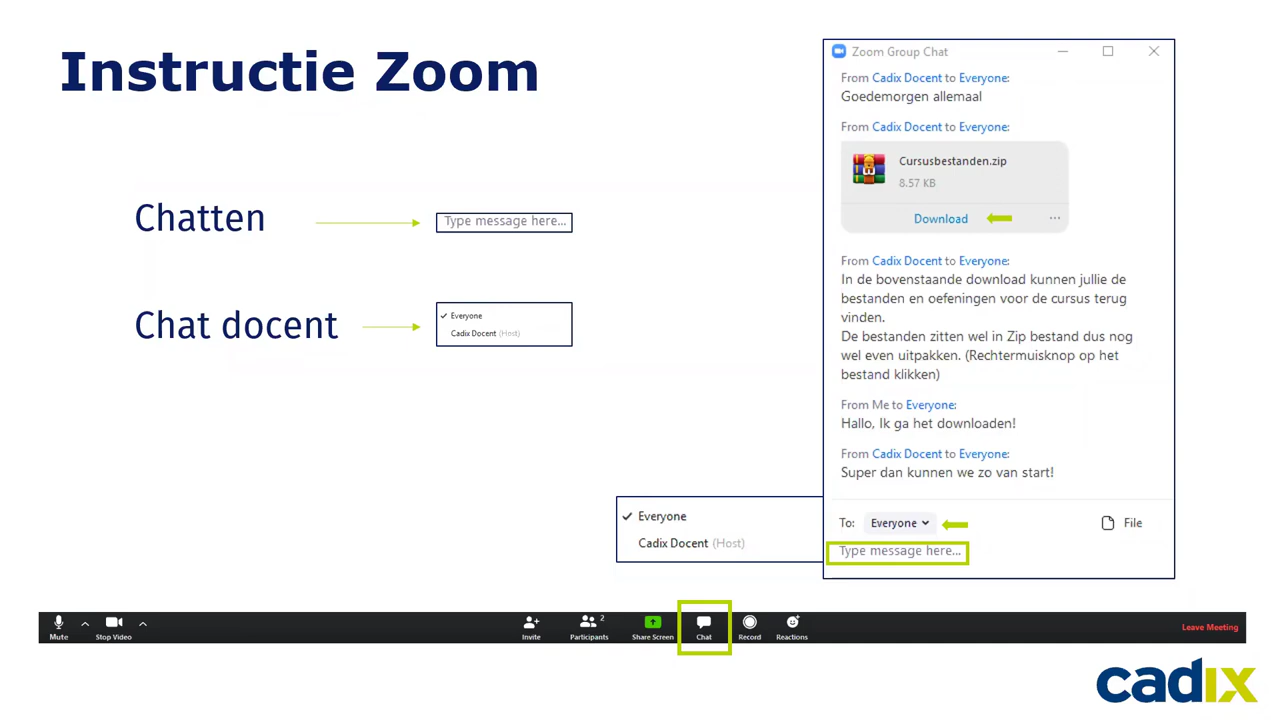 Instructie Zoom
Chatten
Type message here...
Chat docent
✓ Everyone
Cadix Docent (Host)
Zoom Group Chat
From Cadix Docent to Everyone:
Goedemorgen allemaal
From Cadix Docent to Everyone:
Cursusbestanden.zip
8.57 KB
Download
...
From Cadix Docent to Everyone:
In de bovenstaande download kunnen jullie de
bestanden en oefeningen voor de cursus terug
vinden.
De bestanden zitten wel in Zip bestand dus nog
wel even uitpakken. (Rechtermuisknop op het
bestand klikken)
From Me to Everyone:
Hallo, Ik ga het downloaden!
From Cadix Docent to Everyone:
Super dan kunnen we zo van start!
✓ Everyone
Cadix Docent (Host)
To: Everyone
File
Type message here...
Mute
Stop Video
Invite
Participants 2
Share Screen
Chat
Record
Reactions
Leave Meeting
cadix